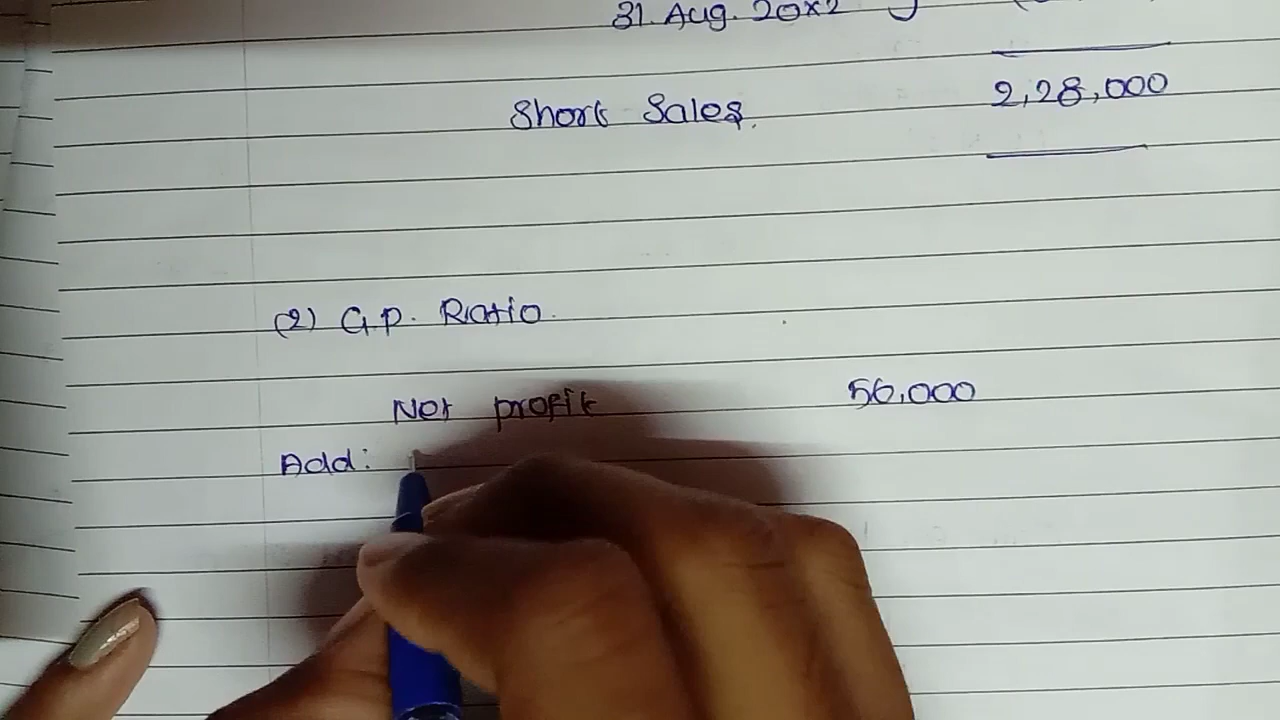 31. Aug. 20x2
Short Sales. 2,28,000
(2) G.P. Ratio.
Net profit 56,000
Add: